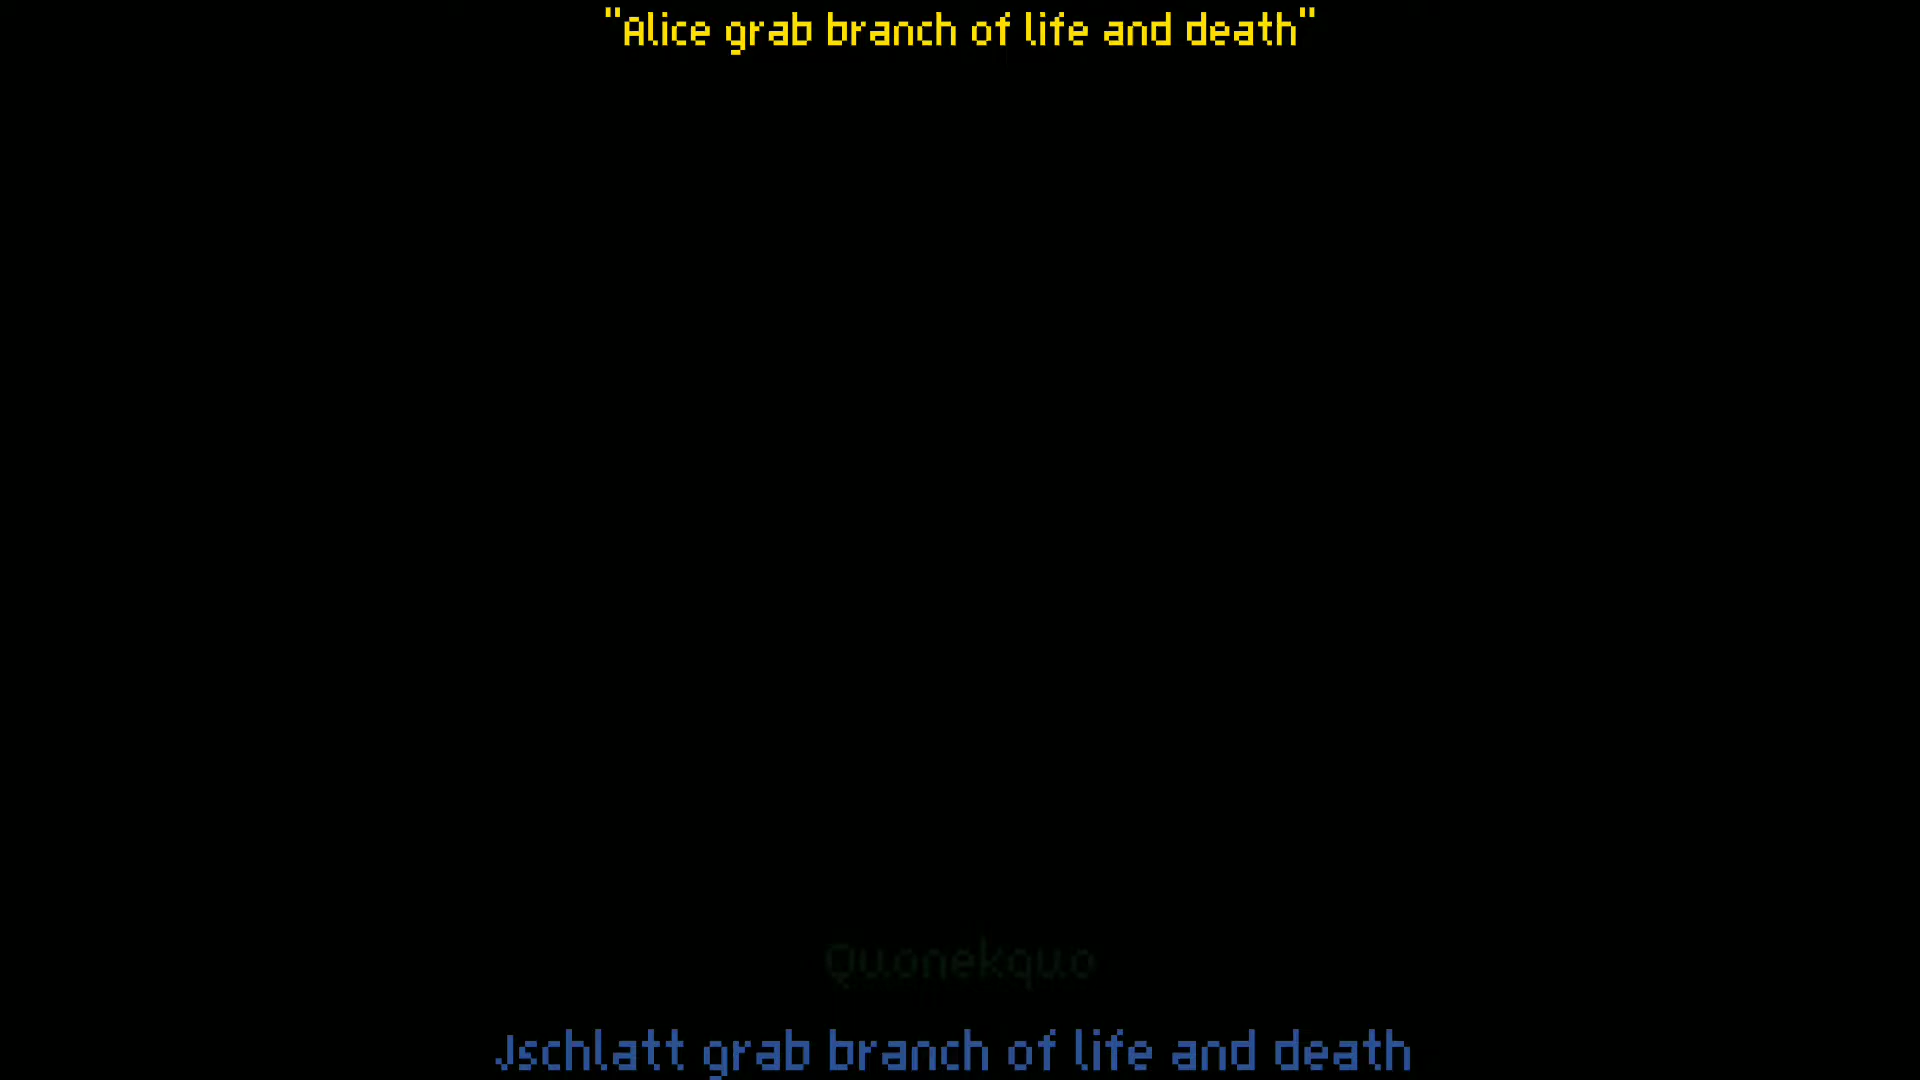 "Alice grab branch of life and death"
Quonekquo
Jschlatt grab branch of life and death